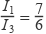 I₁/I₃ = 7/6